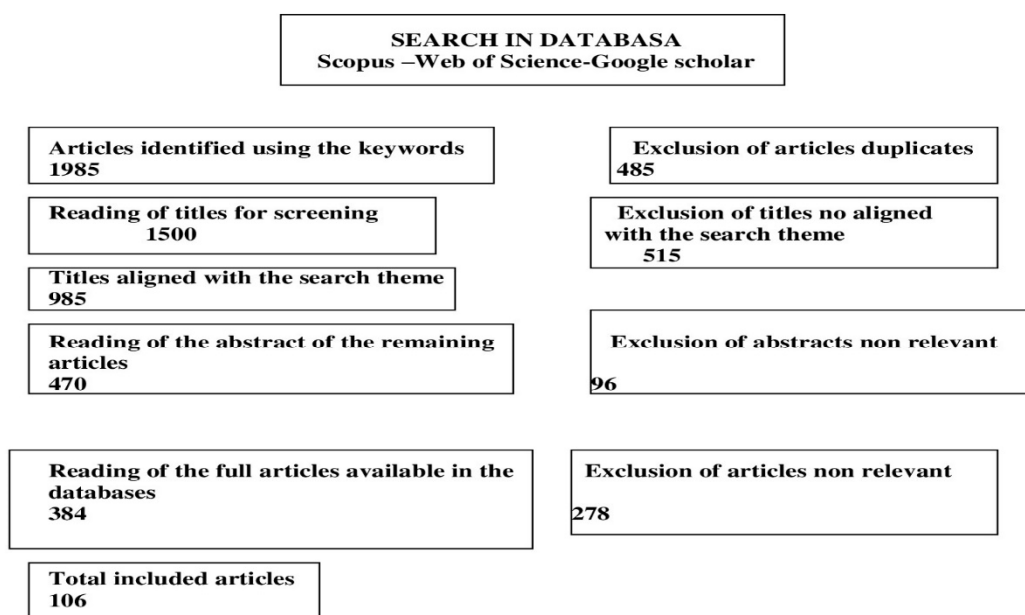 SEARCH IN DATABASA
Scopus –Web of Science-Google scholar
Articles identified using the keywords
1985
Exclusion of articles duplicates
485
Reading of titles for screening
1500
Exclusion of titles no aligned
with the search theme
515
Titles aligned with the search theme
985
Reading of the abstract of the remaining
articles
470
Exclusion of abstracts non relevant
96
Reading of the full articles available in the
databases
384
Exclusion of articles non relevant
278
Total included articles
106